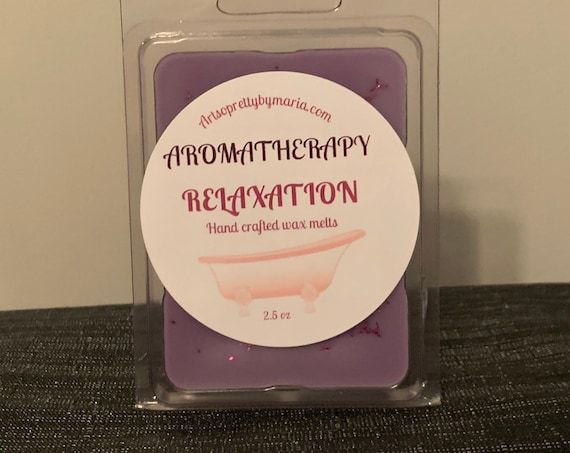 Artsoprettybymaria.com
AROMATHERAPY
RELAXATION
Hand crafted wax melts
2.5 oz